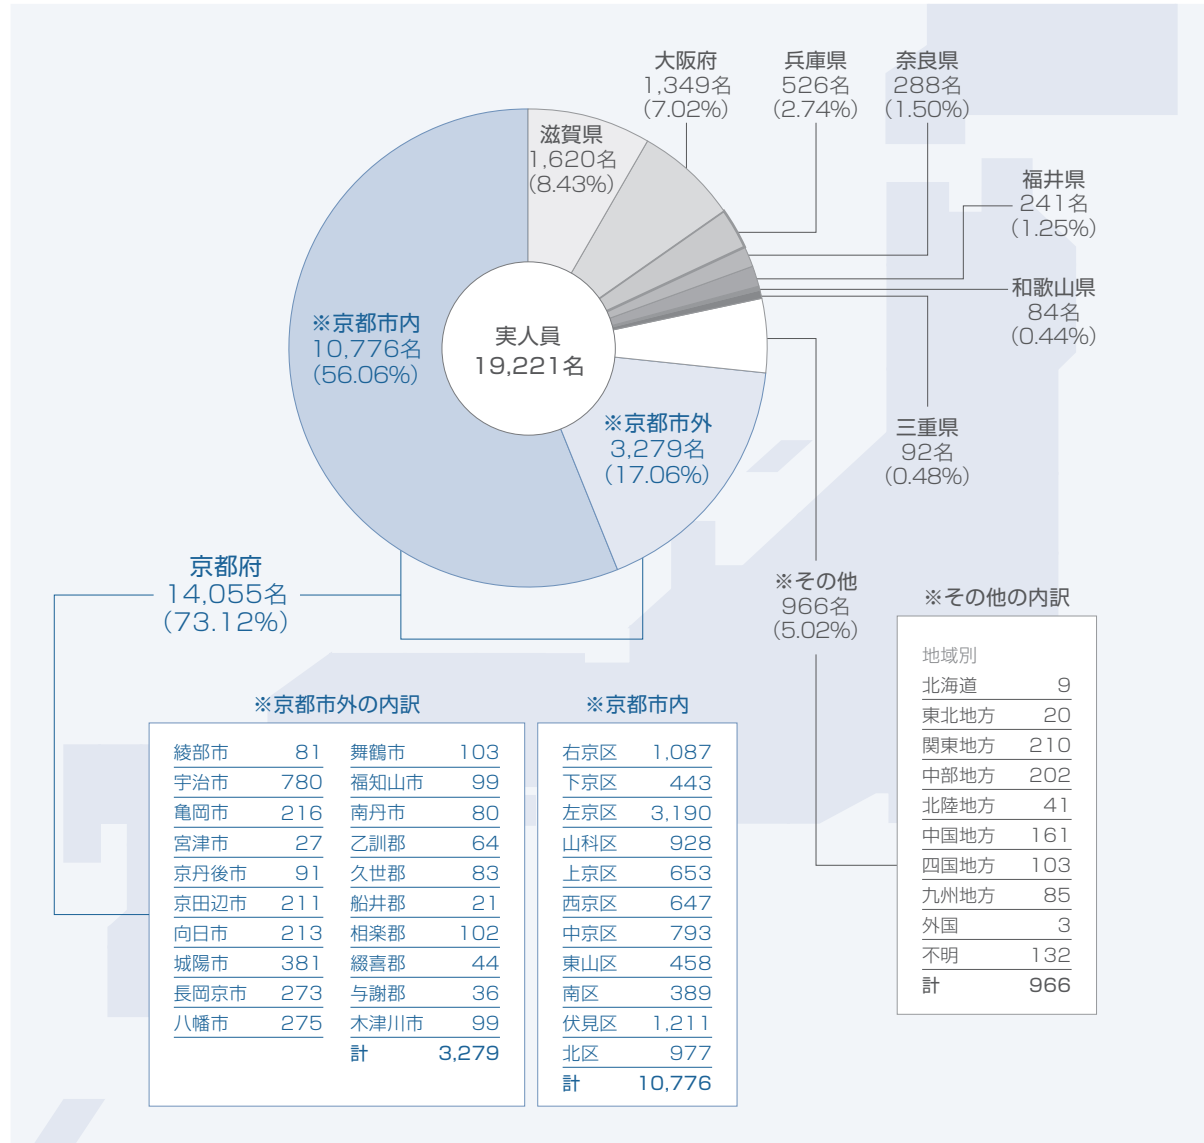 大阪府
1,349名
(7.02%)
兵庫県
526名
(2.74%)
奈良県
288名
(1.50%)
滋賀県
1,620名
(8.43%)
福井県
241名
(1.25%)
和歌山県
84名
(0.44%)
三重県
92名
(0.48%)
※京都市内
10,776名
(56.06%)
実人員
19,221名
※京都市外
3,279名
(17.06%)
京都府
14,055名
(73.12%)
※その他
966名
(5.02%)
※京都市外の内訳
綾部市 81 舞鶴市 103
宇治市 780 福知山市 99
亀岡市 216 南丹市 80
宮津市 27 乙訓郡 64
京丹後市 91 久世郡 83
京田辺市 211 船井郡 21
向日市 213 相楽郡 102
城陽市 381 綴喜郡 44
長岡京市 273 与謝郡 36
八幡市 275 木津川市 99
計 3,279
※京都市内
右京区 1,087
下京区 443
左京区 3,190
山科区 928
上京区 653
西京区 647
中京区 793
東山区 458
南区 389
伏見区 1,211
北区 977
計 10,776
※その他の内訳
地域別
北海道 9
東北地方 20
関東地方 210
中部地方 202
北陸地方 41
中国地方 161
四国地方 103
九州地方 85
外国 3
不明 132
計 966